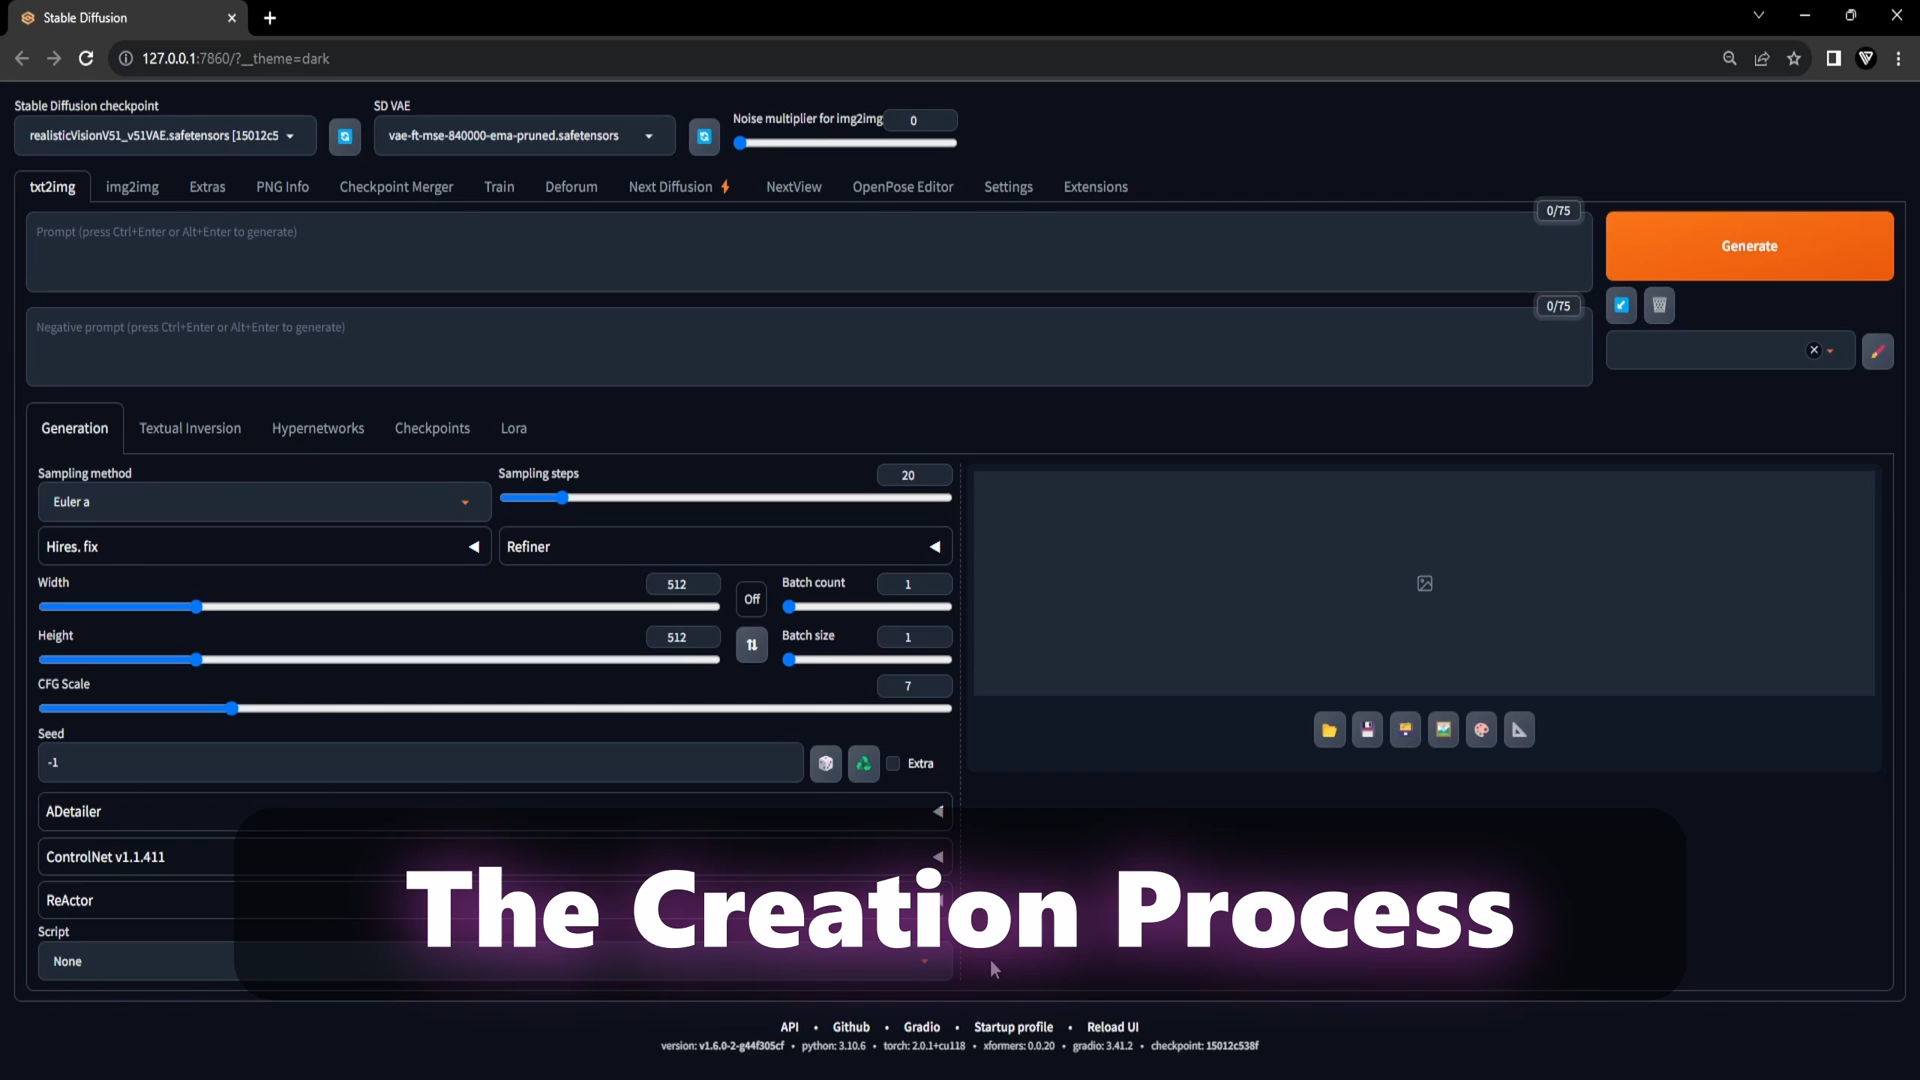 Stable Diffusion
127.0.0.1:7860/?__theme=dark
Stable Diffusion checkpoint
SD VAE
realisticVisionV51_v51VAE.safetensors [15012c5
vae-ft-mse-840000-ema-pruned.safetensors
Noise multiplier for img2img
0
txt2img
img2img
Extras
PNG Info
Checkpoint Merger
Train
Deforum
Next Diffusion
NextView
OpenPose Editor
Settings
Extensions
0/75
Prompt (press Ctrl+Enter or Alt+Enter to generate)
Generate
0/75
Negative prompt (press Ctrl+Enter or Alt+Enter to generate)
Generation
Textual Inversion
Hypernetworks
Checkpoints
Lora
Sampling method
Euler a
Sampling steps
20
Hires. fix
Refiner
Width
512
Off
Batch count
1
Height
512
Batch size
1
CFG Scale
7
Seed
-1
Extra
ADetailer
ControlNet v1.1.411
ReActor
Script
None
The Creation Process
API • Github • Gradio • Startup profile • Reload UI
version: v1.6.0-2-g44f305cf • python: 3.10.6 • torch: 2.0.1+cu118 • xformers: 0.0.20 • gradio: 3.41.2 • checkpoint: 15012c538f